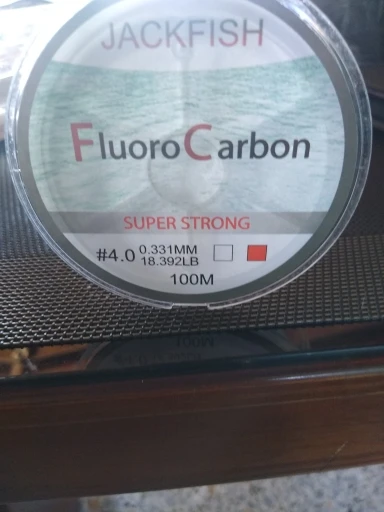 JACKFISH
FluoroCarbon
SUPER STRONG
#4.0 0.331MM
18.392LB
100M